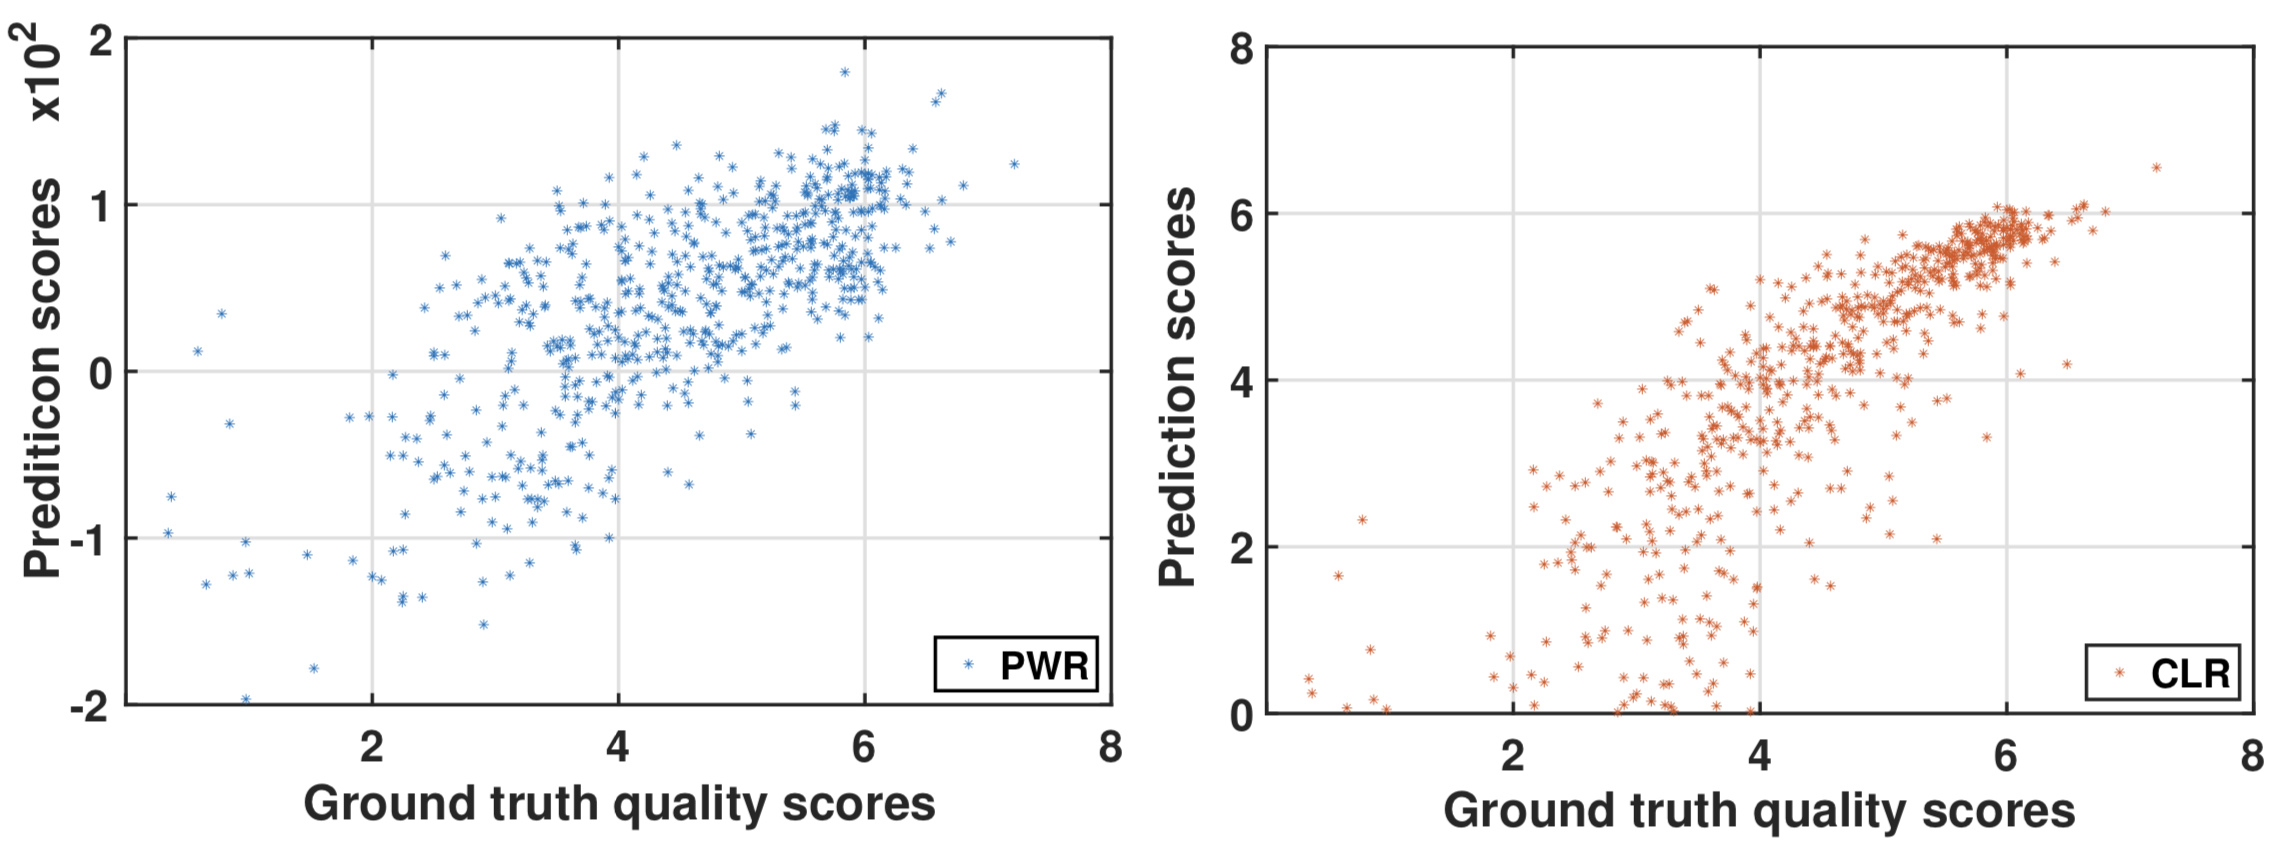 Prediticon scores x10²
2
1
0
-1
-2
2 4 6 8
Ground truth quality scores
PWR
Prediction scores
8
6
4
2
0
2 4 6 8
Ground truth quality scores
CLR